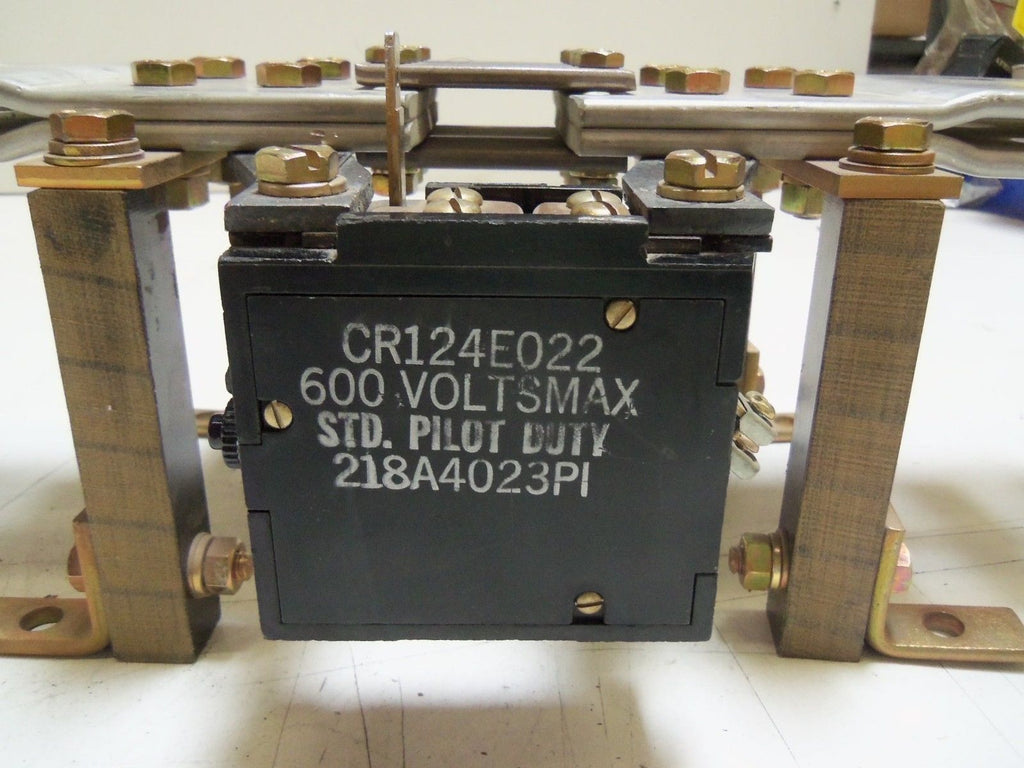 CR124E022
600 VOLTSMAX
STD. PILOT DUTY
218A4023PI